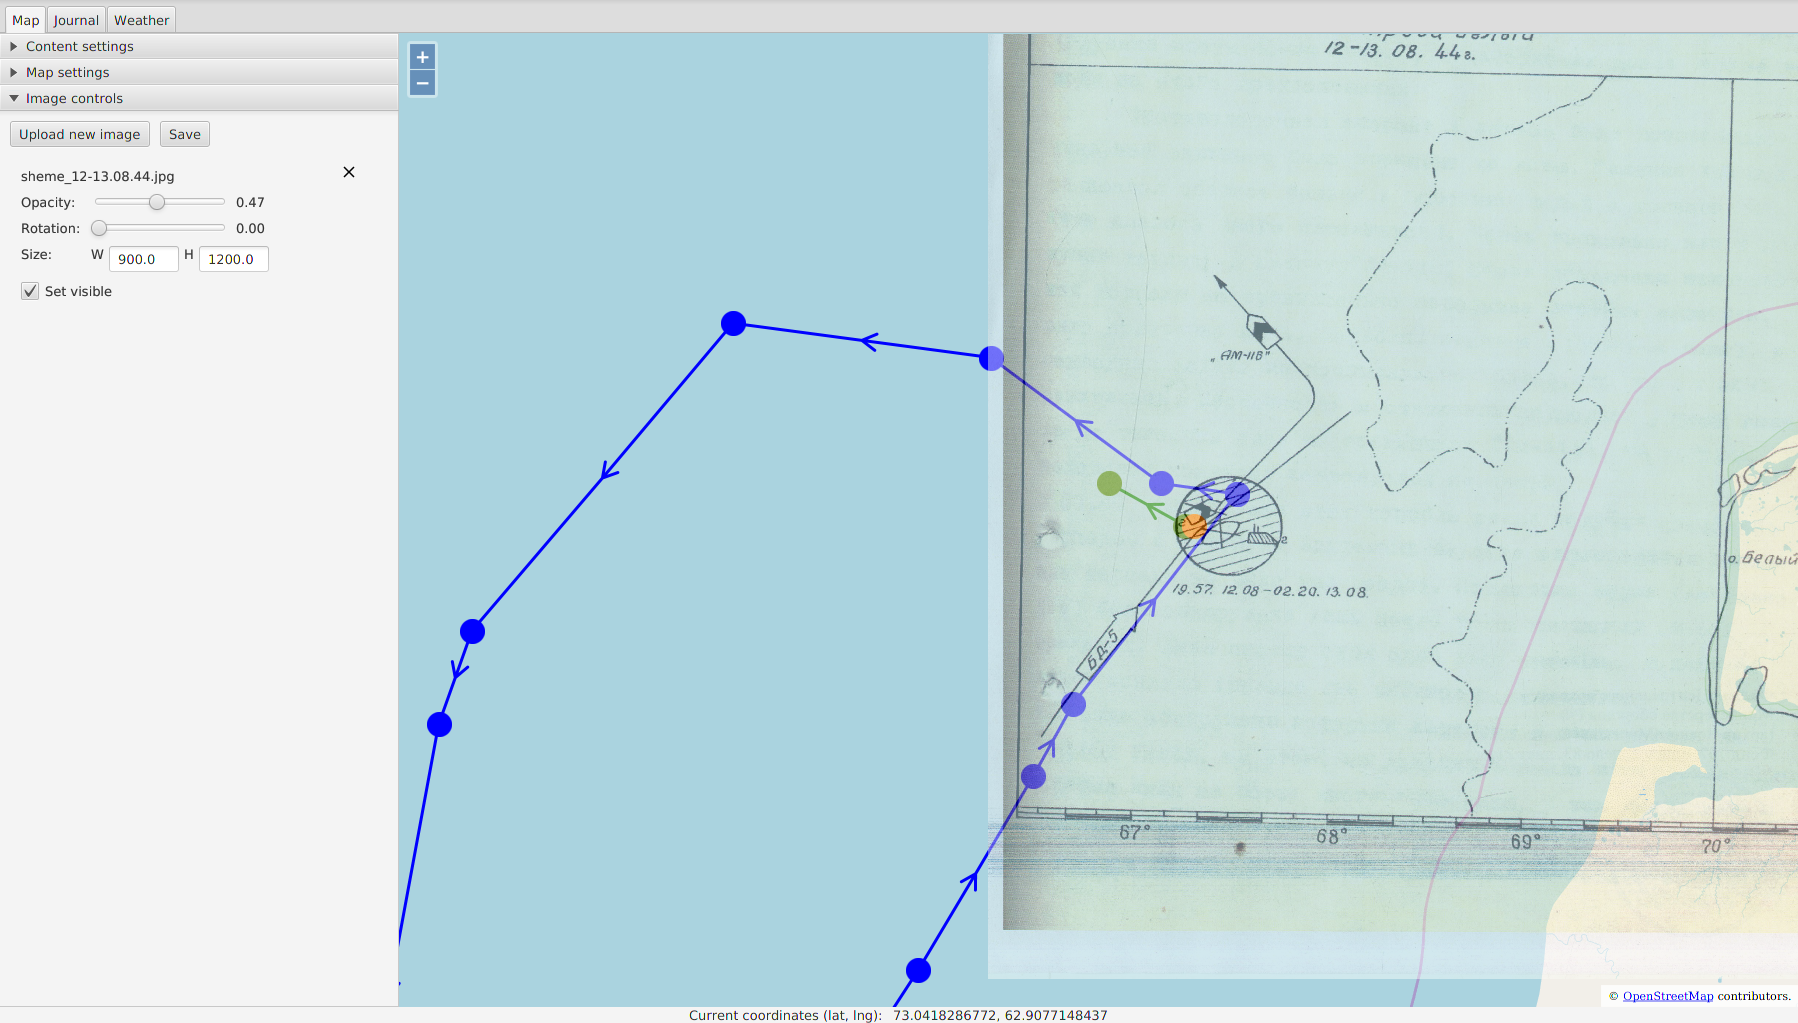 Map Journal Weather
Content settings
Map settings
Image controls
Upload new image Save
sheme_12-13.08.44.jpg
Opacity: 0.47
Rotation: 0.00
Size: W 900.0 H 1200.0
Set visible
+
−
12-13. 08. 44г.
„АМ-118"
о. Белый
19.57. 12.08-02.20. 13.08.
БД-5
67° 68° 69° 70°
© OpenStreetMap contributors.
Current coordinates (lat, lng): 73.0418286772, 62.9077148437